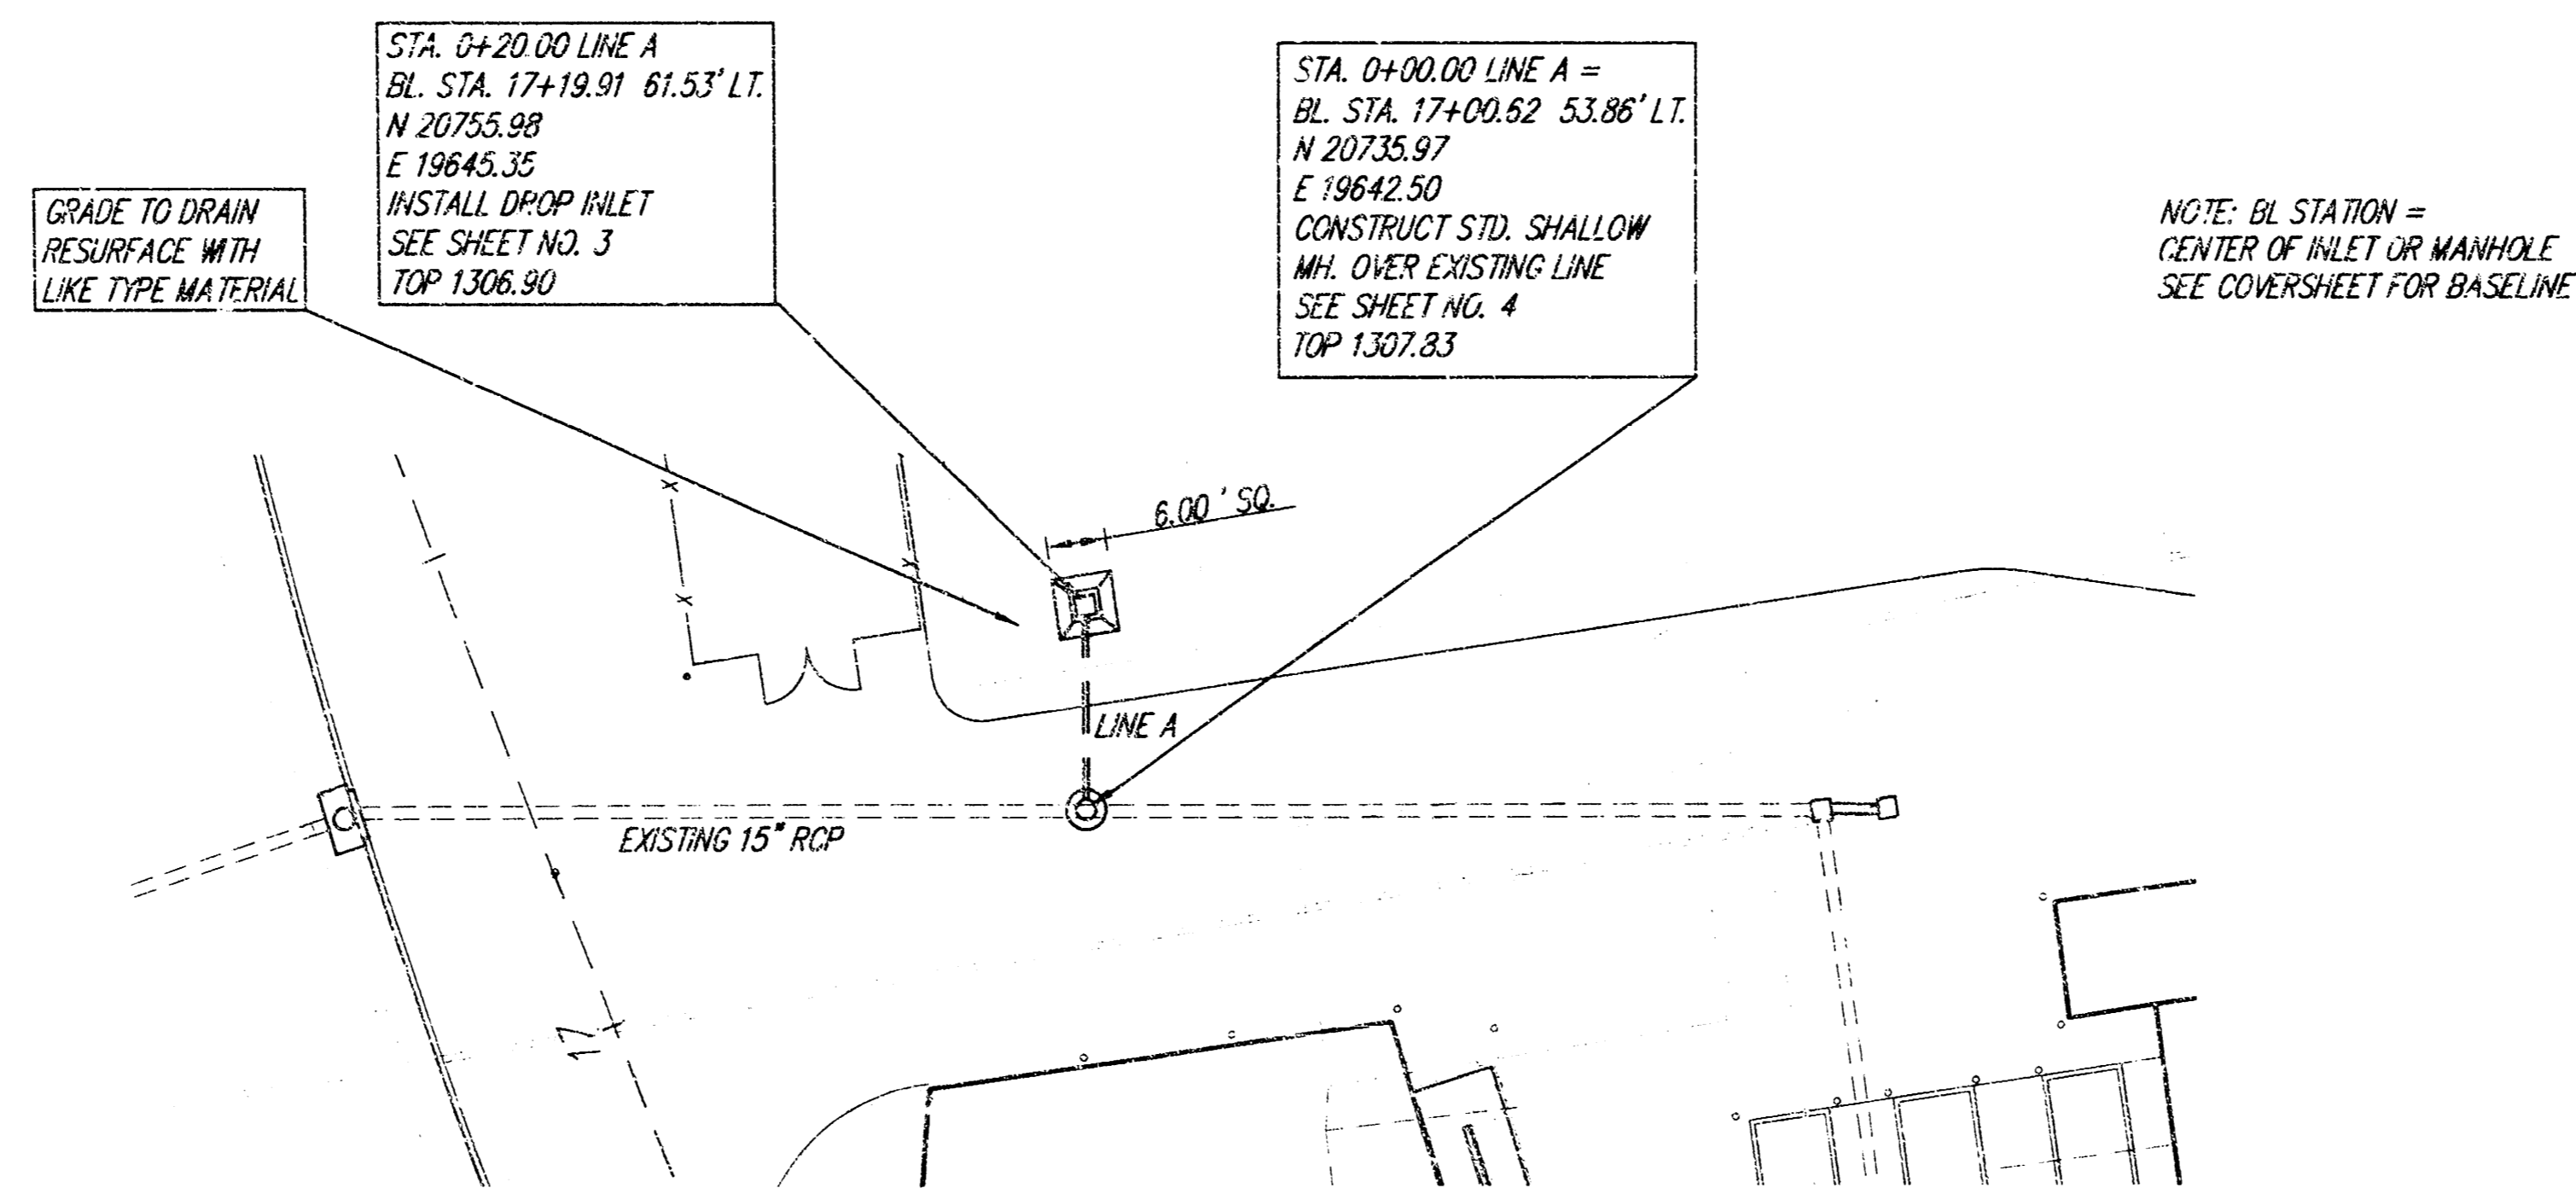 STA. 0+20.00 LINE A
BL. STA. 17+19.91 61.53' LT.
N 20755.98
E 19645.35
INSTALL DROP INLET
SEE SHEET NO. 3
TOP 1306.90
STA. 0+00.00 LINE A =
BL. STA. 17+00.62 53.86' LT.
N 20735.97
E 19642.50
CONSTRUCT STD. SHALLOW
MH. OVER EXISTING LINE
SEE SHEET NO. 4
TOP 1307.83
GRADE TO DRAIN
RESURFACE WITH
LIKE TYPE MATERIAL
NOTE: BL STATION =
CENTER OF INLET OR MANHOLE
SEE COVERSHEET FOR BASELINE
6.00 ' SQ.
X
X
X
LINE A
EXISTING 15" RCP
17